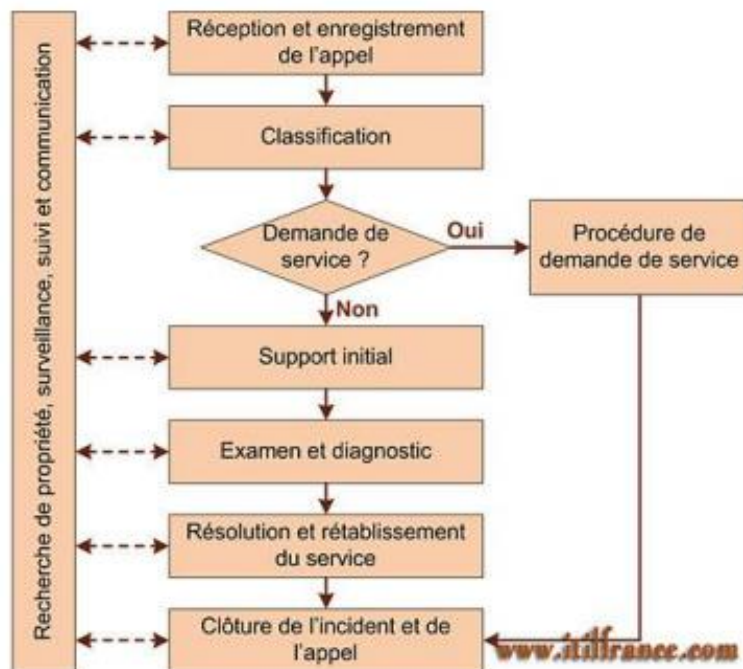 Recherche de propriété, surveillance, suivi et communication
Réception et enregistrement
de l'appel
Classification
Demande de
service ?
Oui
Procédure de
demande de service
Non
Support initial
Examen et diagnostic
Résolution et rétablissement
du service
Clôture de l'incident et de
l'appel
www.itilfrance.com